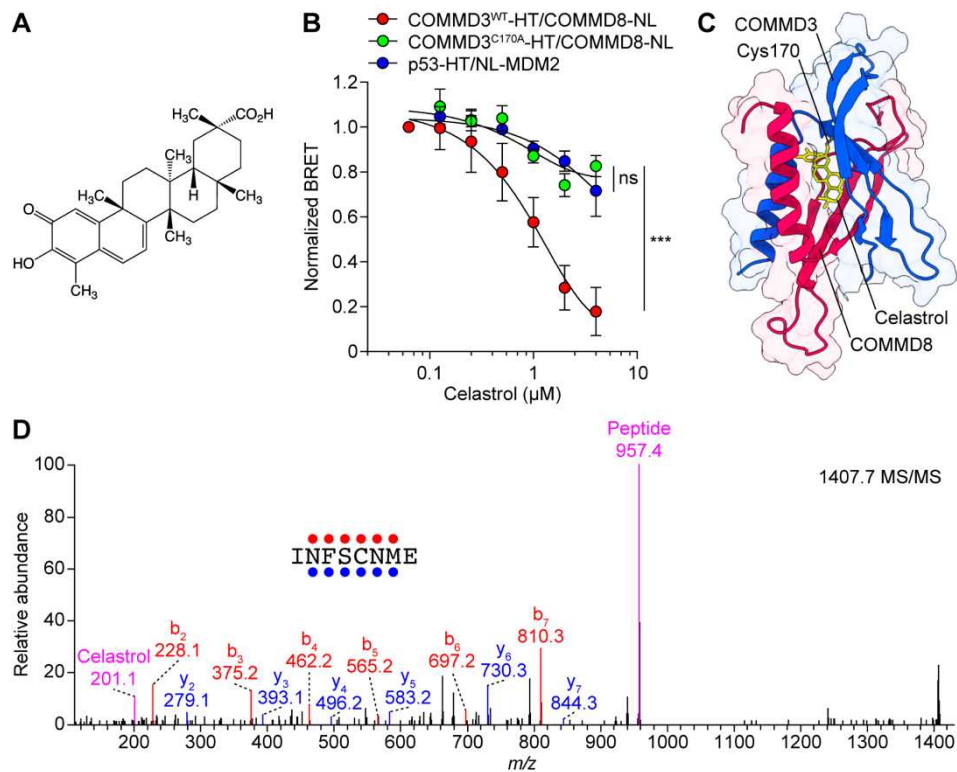 A
CH₃
CO₂H
H₃C
CH₃
CH₃
H
O
CH₃
CH₃
HO
CH₃
B
COMMD3^WT-HT/COMMD8-NL
COMMD3^C170A-HT/COMMD8-NL
p53-HT/NL-MDM2
Normalized BRET
1.2
1.0
0.8
0.6
0.4
0.2
0
ns
***
0.1 1 10
Celastrol (µM)
C
COMMD3
Cys170
Celastrol
COMMD8
D
Relative abundance
100
80
60
40
20
0
Peptide
957.4
1407.7 MS/MS
INFSCNME
Celastrol
201.1
b₂
228.1
y₂
279.1
b₃
375.2
y₃
393.1
b₄
462.2
y₄
496.2
b₅
565.2
y₅
583.2
b₆
697.2
y₆
730.3
b₇
810.3
y₇
844.3
200 300 400 500 600 700 800 900 1000 1100 1200 1300 1400
m/z